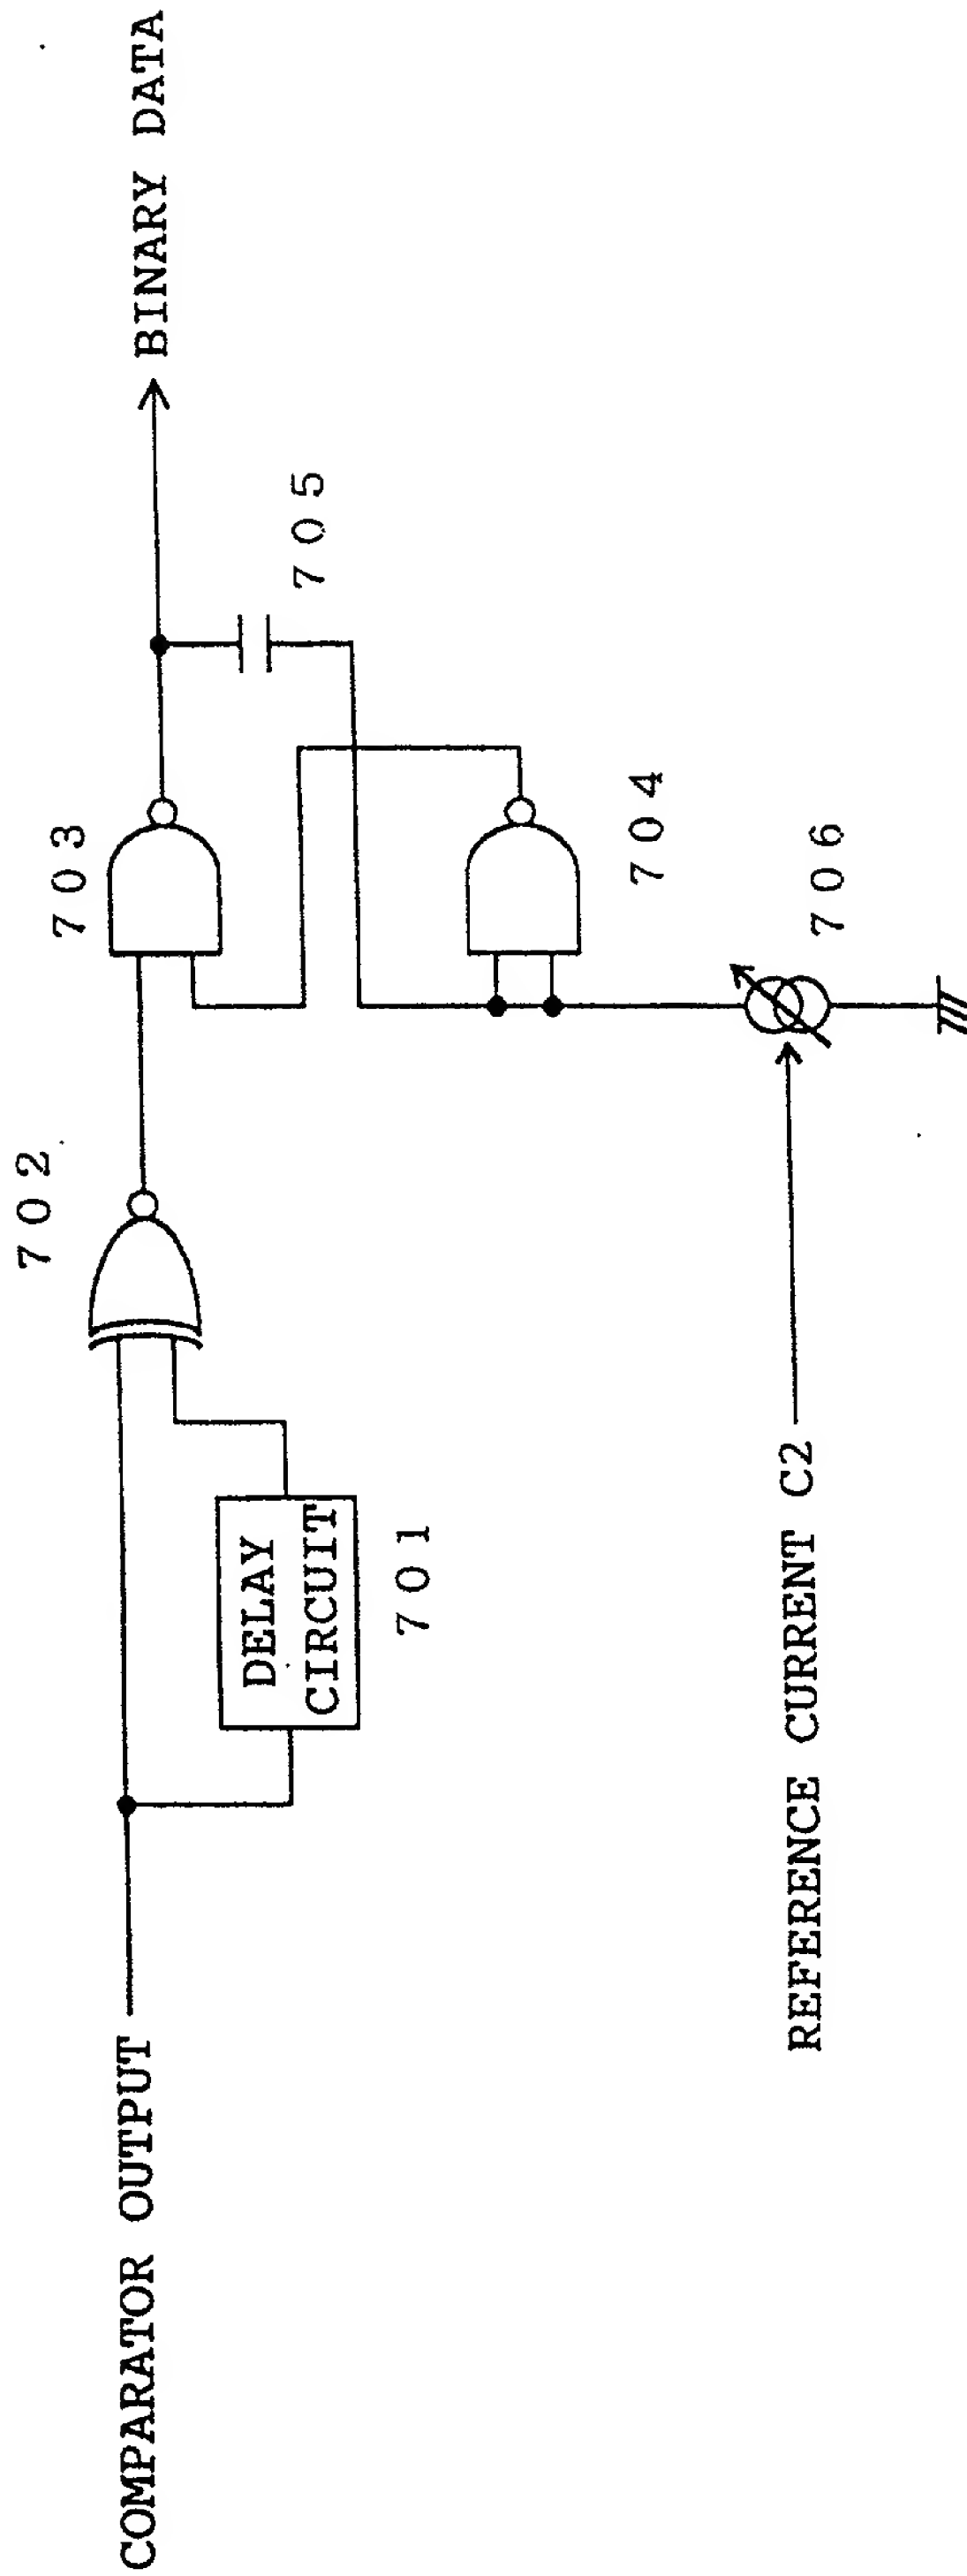 COMPARATOR OUTPUT
DELAY
CIRCUIT
701
702
703
704
705
706
BINARY DATA
REFERENCE CURRENT C2